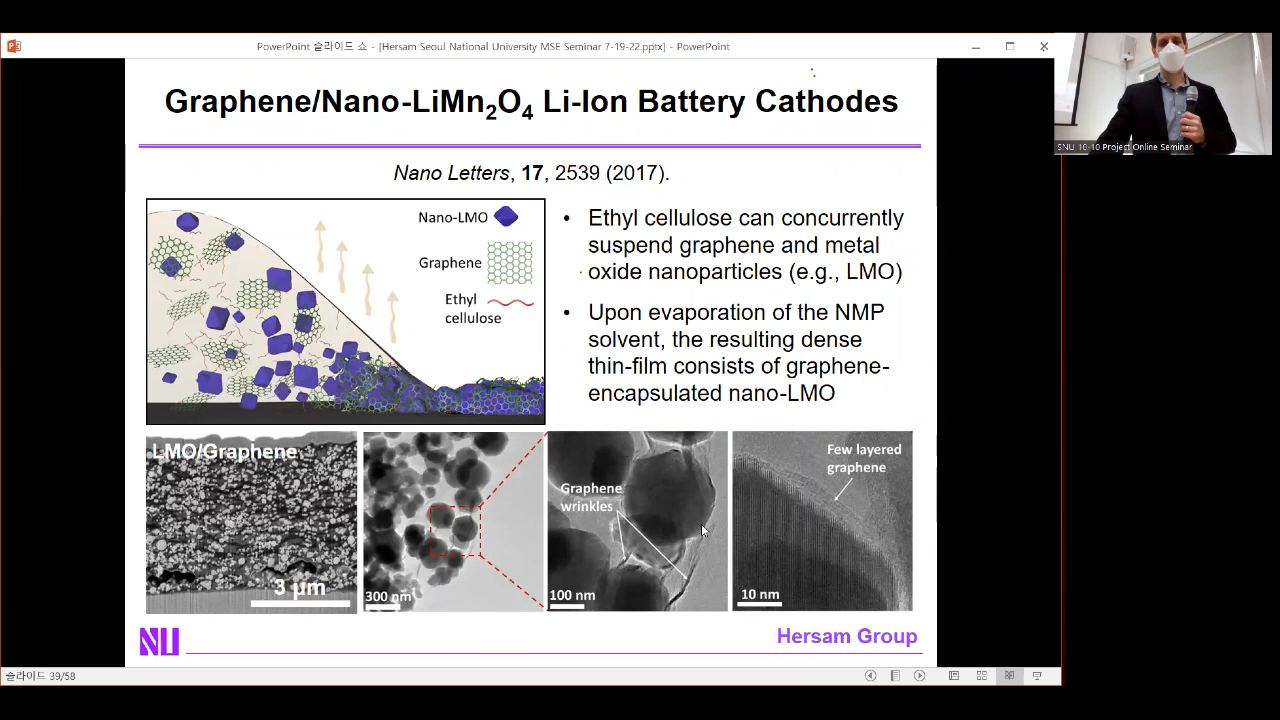 PowerPoint 슬라이드 쇼 - [Hersam Seoul National University MSE Seminar 7-19-22.pptx] - PowerPoint
Graphene/Nano-LiMn2O4 Li-Ion Battery Cathodes
Nano Letters, 17, 2539 (2017).
Nano-LMO
Graphene
Ethyl
cellulose
• Ethyl cellulose can concurrently
suspend graphene and metal
oxide nanoparticles (e.g., LMO)
• Upon evaporation of the NMP
solvent, the resulting dense
thin-film consists of graphene-
encapsulated nano-LMO
LMO/Graphene
3 μm
300 nm
Graphene
wrinkles
100 nm
Few layered
graphene
10 nm
NU
Hersam Group
슬라이드 39/58
SNU 10-10 Project Online Seminar